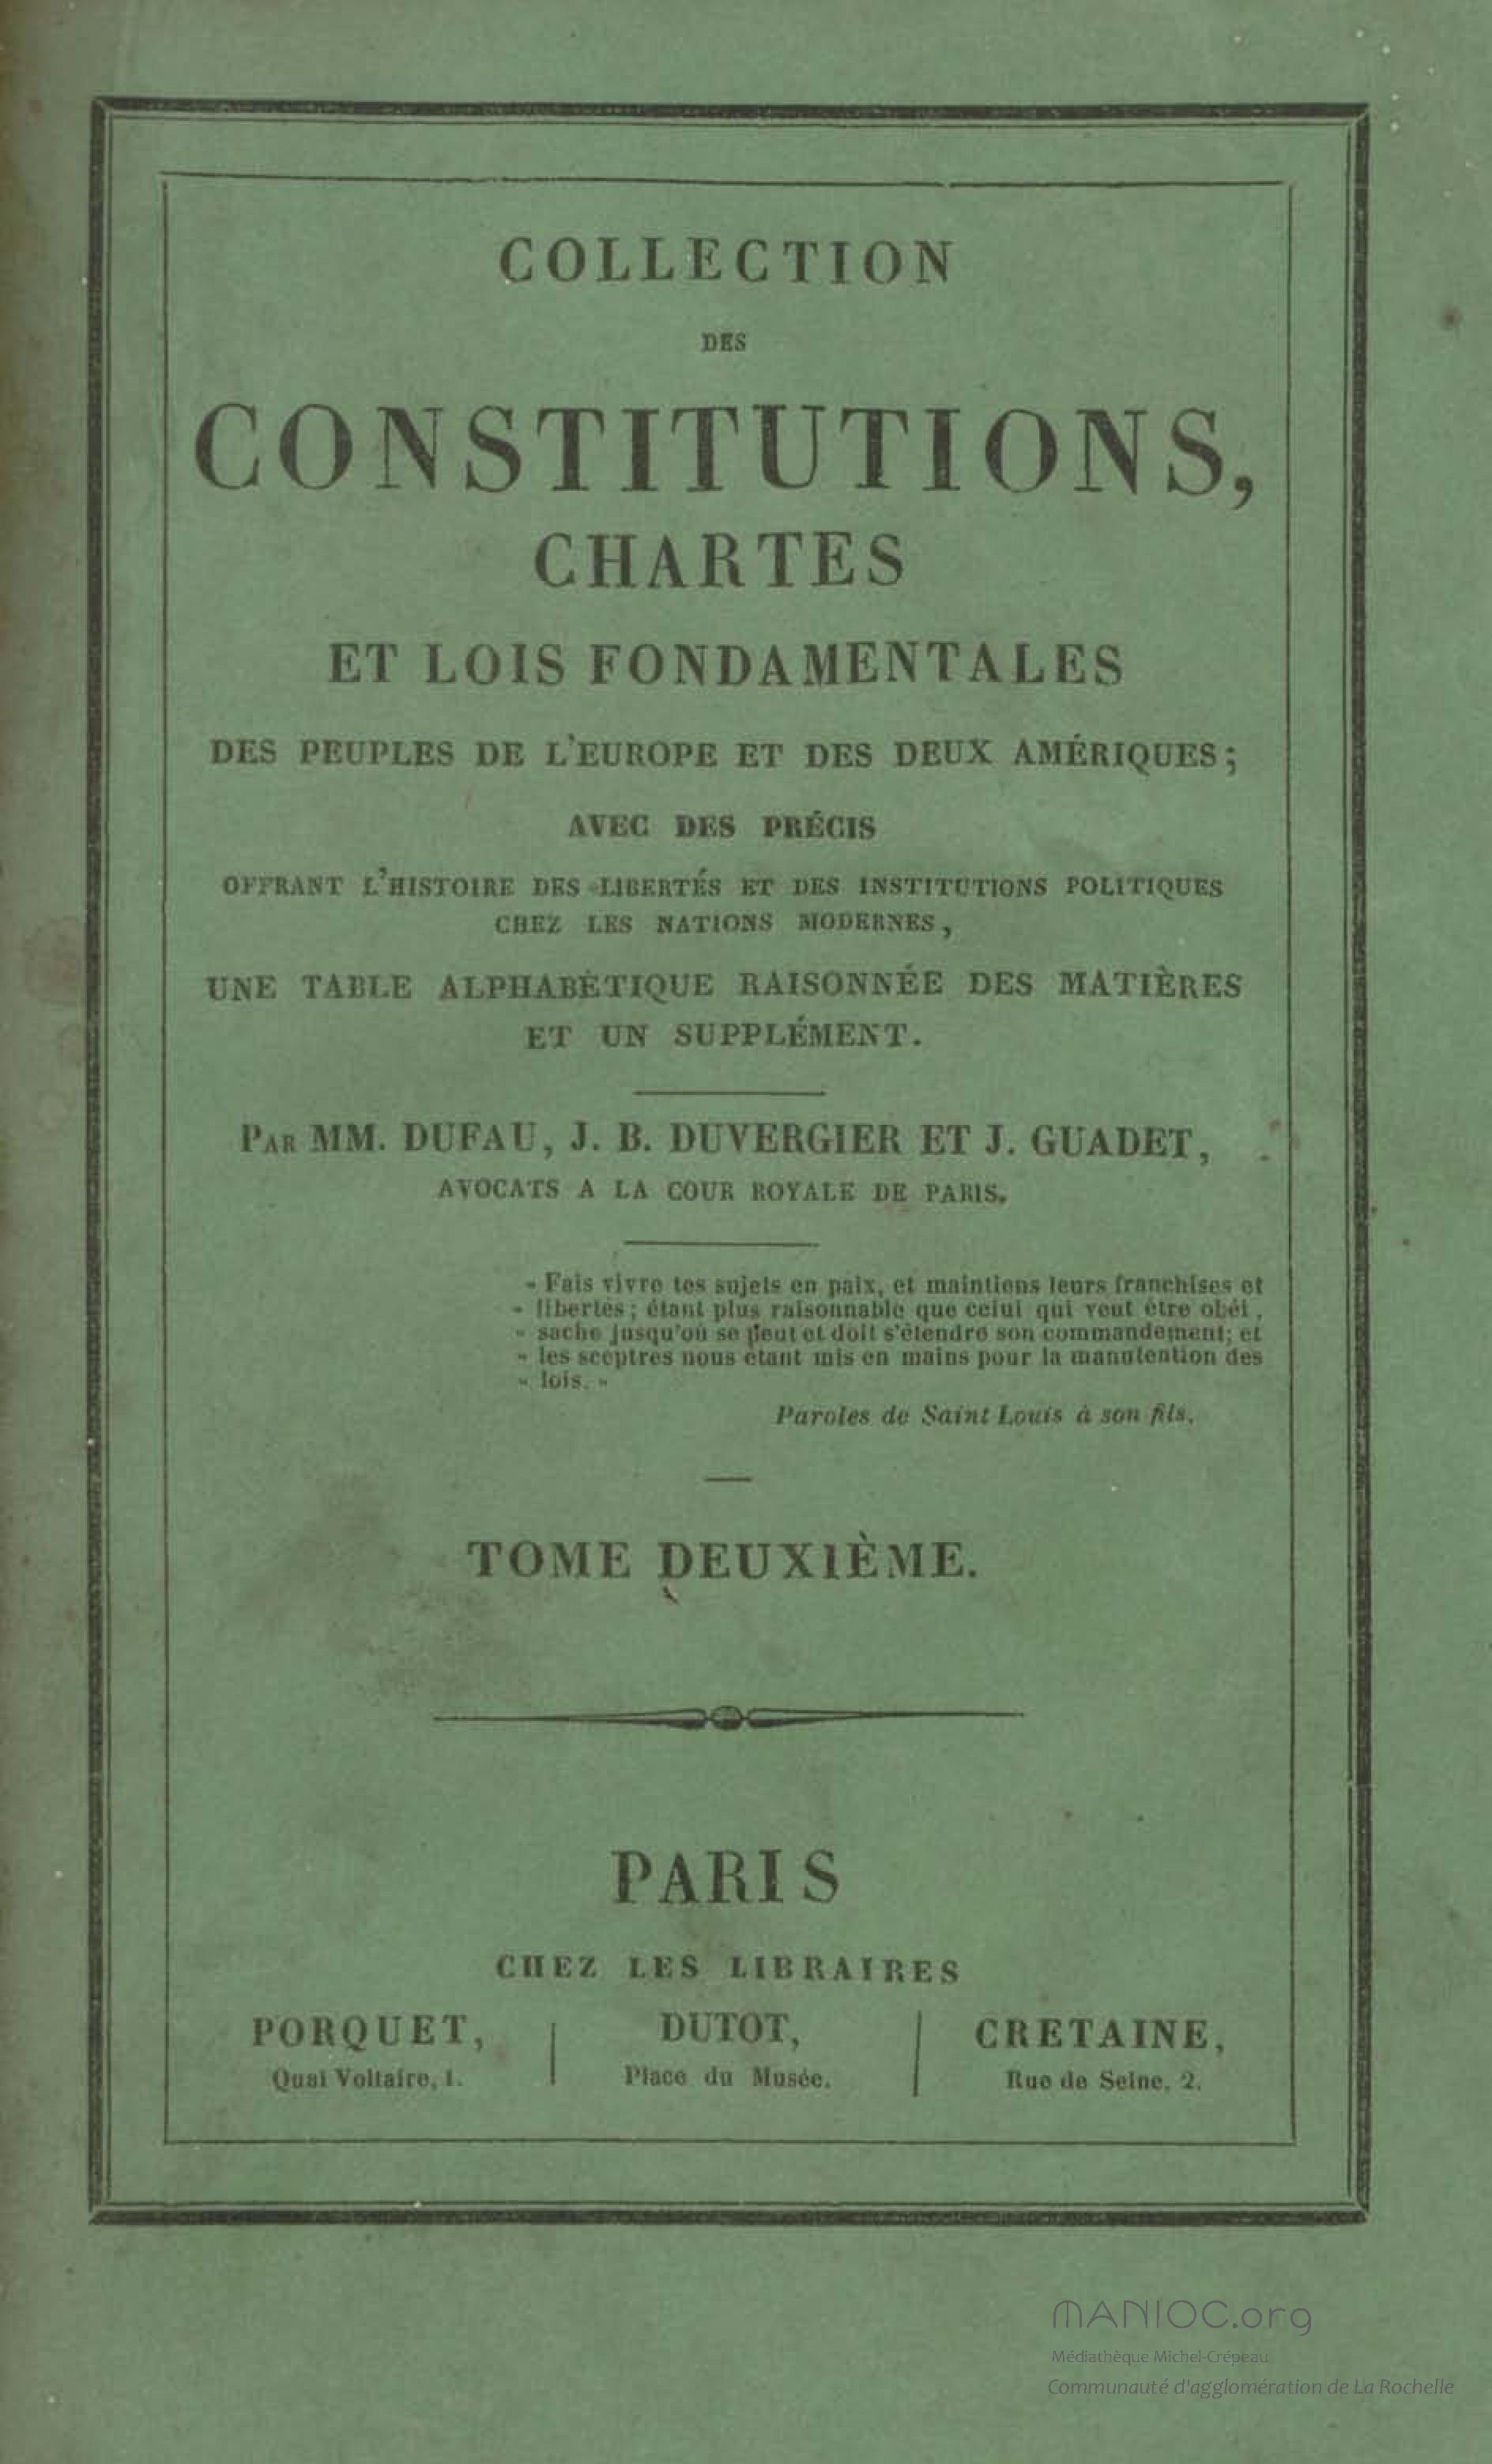 COLLECTION
DES
CONSTITUTIONS,
CHARTES
ET LOIS FONDAMENTALES
DES PEUPLES DE L'EUROPE ET DES DEUX AMÉRIQUES;
AVEC DES PRÉCIS
OFFRANT L'HISTOIRE DES LIBERTÉS ET DES INSTITUTIONS POLITIQUES
CHEZ LES NATIONS MODERNES,
UNE TABLE ALPHABÉTIQUE RAISONNÉE DES MATIÈRES
ET UN SUPPLÉMENT.
PAR MM. DUFAU, J. B. DUVERGIER ET J. GUADET,
AVOCATS A LA COUR ROYALE DE PARIS.
« Fais vivre tes sujets en paix, et maintiens leurs franchises et
« libertés; étant plus raisonnable que celui qui veut être obéi,
« sache jusqu'où se peut et doit s'étendre son commandement; et
« les sceptres nous étant mis en mains pour la manutention des
« lois. »
Paroles de Saint Louis à son fils.
TOME DEUXIÈME.
PARIS
CHEZ LES LIBRAIRES
PORQUET, | DUTOT, | CRETAINE,
Quai Voltaire, 1. | Place du Musée. | Rue de Seine, 2.
MANIOC.org
Médiathèque Michel-Crépeau
Communauté d'agglomération de La Rochelle